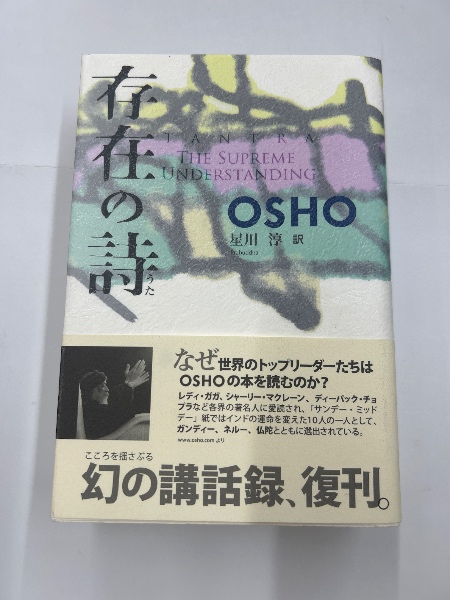 存在の詩
うた
TANTRA
THE SUPREME
UNDERSTANDING
OSHO
星川 淳 訳
Prabuddha
なぜ世界のトップリーダーたちは
OSHOの本を読むのか?
レディ・ガガ、シャーリー・マクレーン、ディーパック・チョ
プラなど各界の著名人に愛読され、「サンデー・ミッド
デー」紙ではインドの運命を変えた10人の一人として、
ガンディー、ネルー、仏陀とともに選出されている。
www.osho.com より
こころを揺さぶる
幻の講話録、復刊。